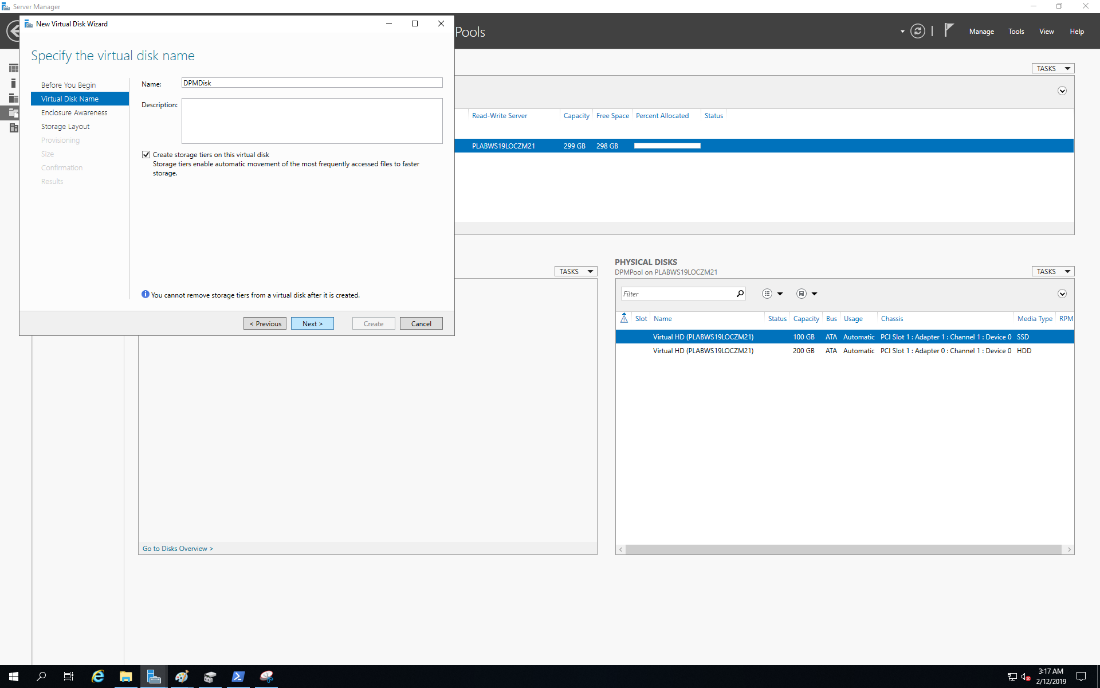 Server Manager
New Virtual Disk Wizard
Pools
Manage Tools View Help
Specify the virtual disk name
Before You Begin
Virtual Disk Name
Enclosure Awareness
Storage Layout
Provisioning
Size
Confirmation
Results
Name: DPMDisk
Description:
Create storage tiers on this virtual disk
Storage tiers enable automatic movement of the most frequently accessed files to faster
storage.
You cannot remove storage tiers from a virtual disk after it is created.
< Previous Next > Create Cancel
TASKS
Read-Write Server Capacity Free Space Percent Allocated Status
PLABWS19LOCZM21 299 GB 298 GB
TASKS
Go to Disks Overview >
PHYSICAL DISKS
DPMPool on PLABWS19LOCZM21
TASKS
Filter
Slot Name Status Capacity Bus Usage Chassis Media Type RPM
Virtual HD (PLABWS19LOCZM21) 100 GB ATA Automatic PCI Slot 1 : Adapter 1 : Channel 1 : Device 0 SSD
Virtual HD (PLABWS19LOCZM21) 200 GB ATA Automatic PCI Slot 1 : Adapter 0 : Channel 1 : Device 0 HDD
3:17 AM
2/12/2019